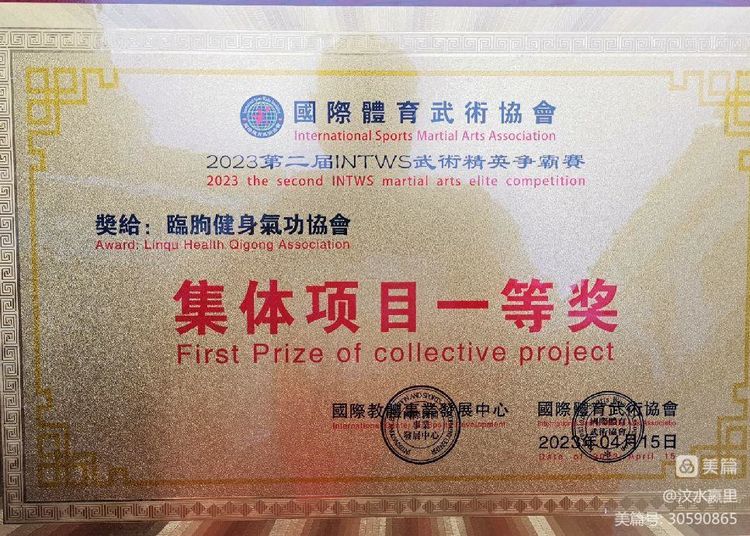 國際體育武術協會
International Sports Martial Arts Association
2023第二届INTWS武術精英争霸賽
2023 the second INTWS martial arts elite competition
獎給：臨朐健身氣功協會
Award: Linqu Health Qigong Association
集体项目一等奖
First Prize of collective project
國際教體事業發展中心
國際體育武術協會
2023年04月15日
美篇
@汶水赢里
美篇号: 30590865